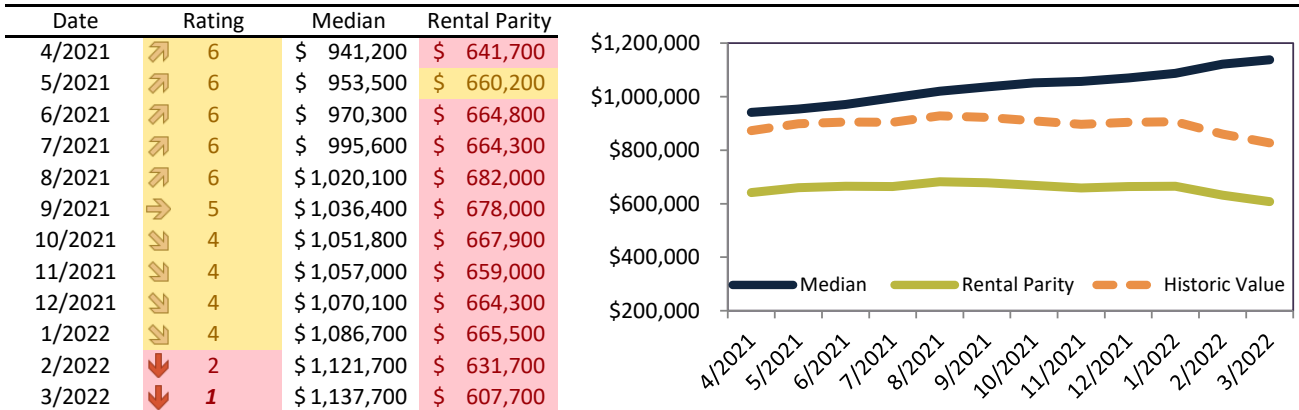 Date Rating Median Rental Parity
4/2021 6 $ 941,200 $ 641,700
5/2021 6 $ 953,500 $ 660,200
6/2021 6 $ 970,300 $ 664,800
7/2021 6 $ 995,600 $ 664,300
8/2021 6 $ 1,020,100 $ 682,000
9/2021 5 $ 1,036,400 $ 678,000
10/2021 4 $ 1,051,800 $ 667,900
11/2021 4 $ 1,057,000 $ 659,000
12/2021 4 $ 1,070,100 $ 664,300
1/2022 4 $ 1,086,700 $ 665,500
2/2022 2 $ 1,121,700 $ 631,700
3/2022 1 $ 1,137,700 $ 607,700
$1,200,000
$1,000,000
$800,000
$600,000
$400,000
$200,000
Median Rental Parity Historic Value
4/2021 5/2021 6/2021 7/2021 8/2021 9/2021 10/2021 11/2021 12/2021 1/2022 2/2022 3/2022